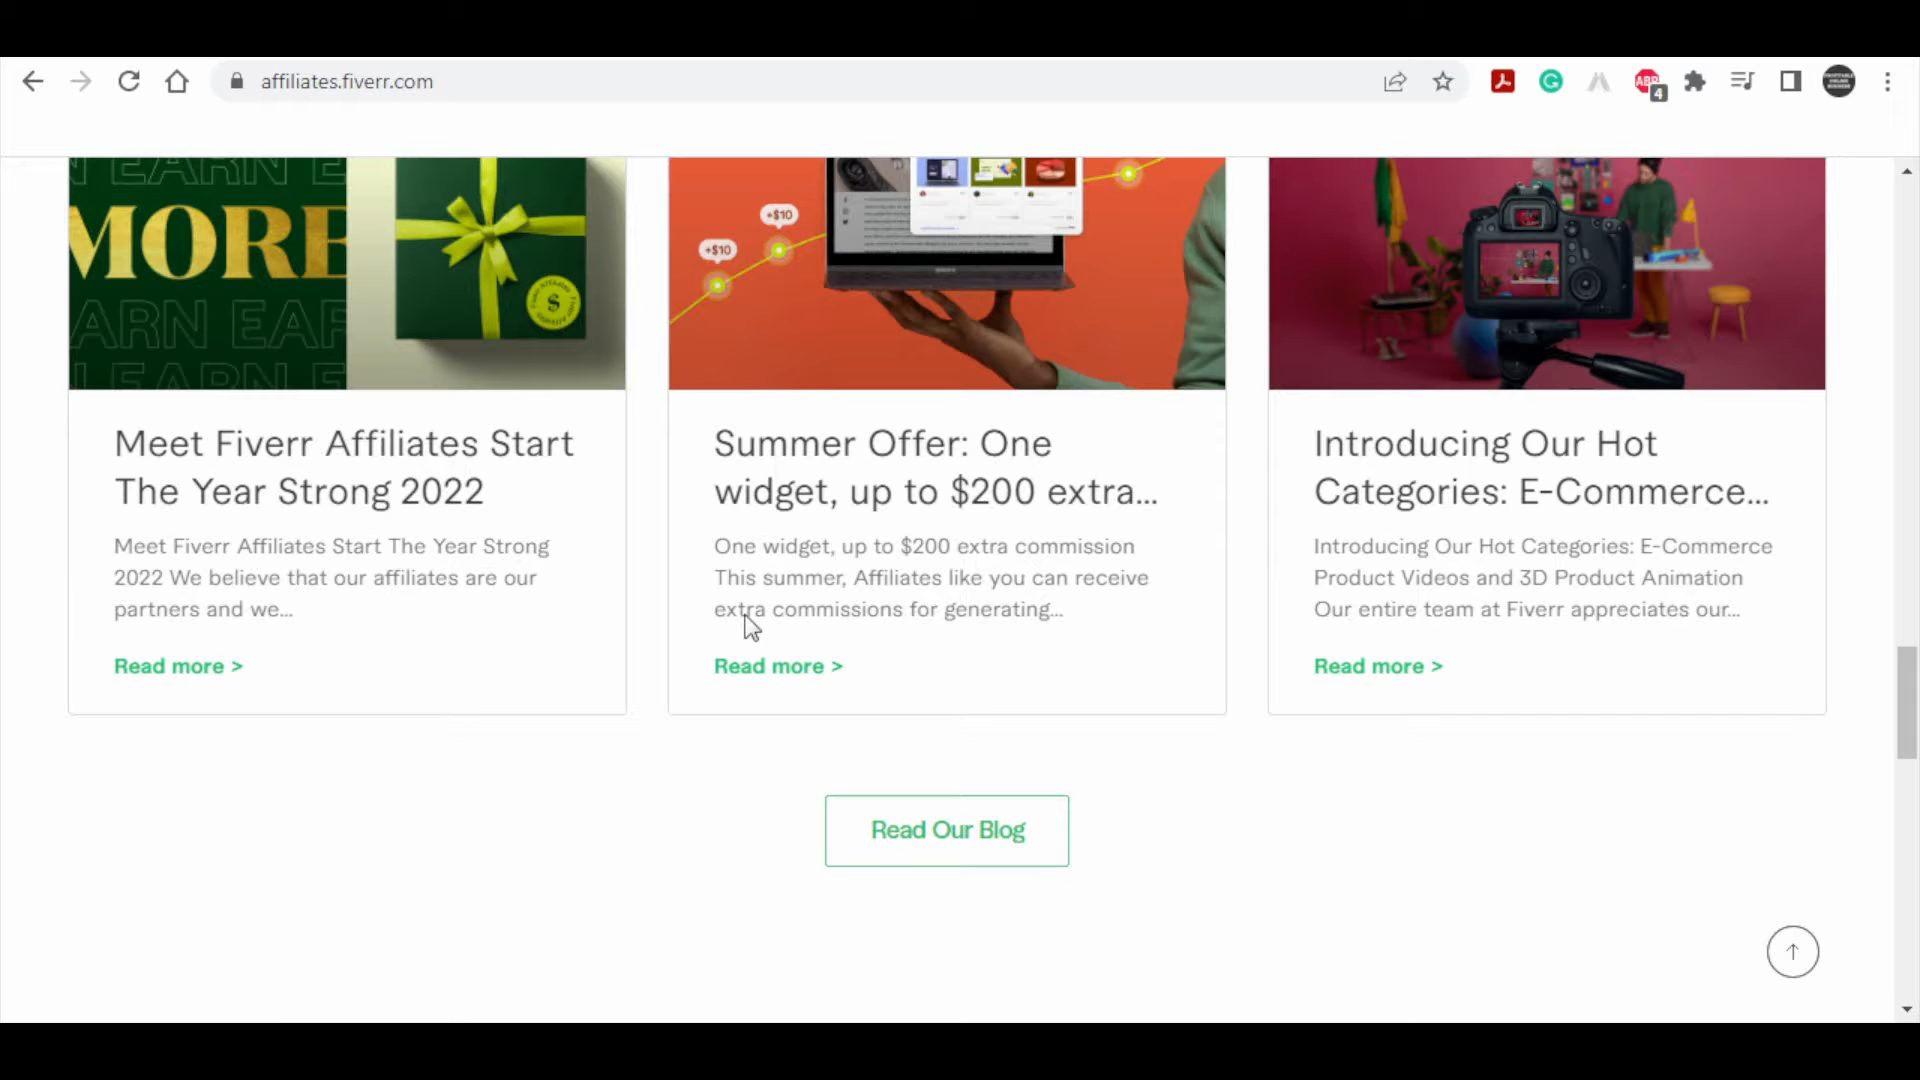 affiliates.fiverr.com
ABP
4
N EARN E
MORE
ARN EAR
LEARN E
$
+$10
+$10
Meet Fiverr Affiliates Start
The Year Strong 2022
Meet Fiverr Affiliates Start The Year Strong
2022 We believe that our affiliates are our
partners and we...
Read more >
Summer Offer: One
widget, up to $200 extra...
One widget, up to $200 extra commission
This summer, Affiliates like you can receive
extra commissions for generating...
Read more >
Introducing Our Hot
Categories: E-Commerce...
Introducing Our Hot Categories: E-Commerce
Product Videos and 3D Product Animation
Our entire team at Fiverr appreciates our...
Read more >
Read Our Blog